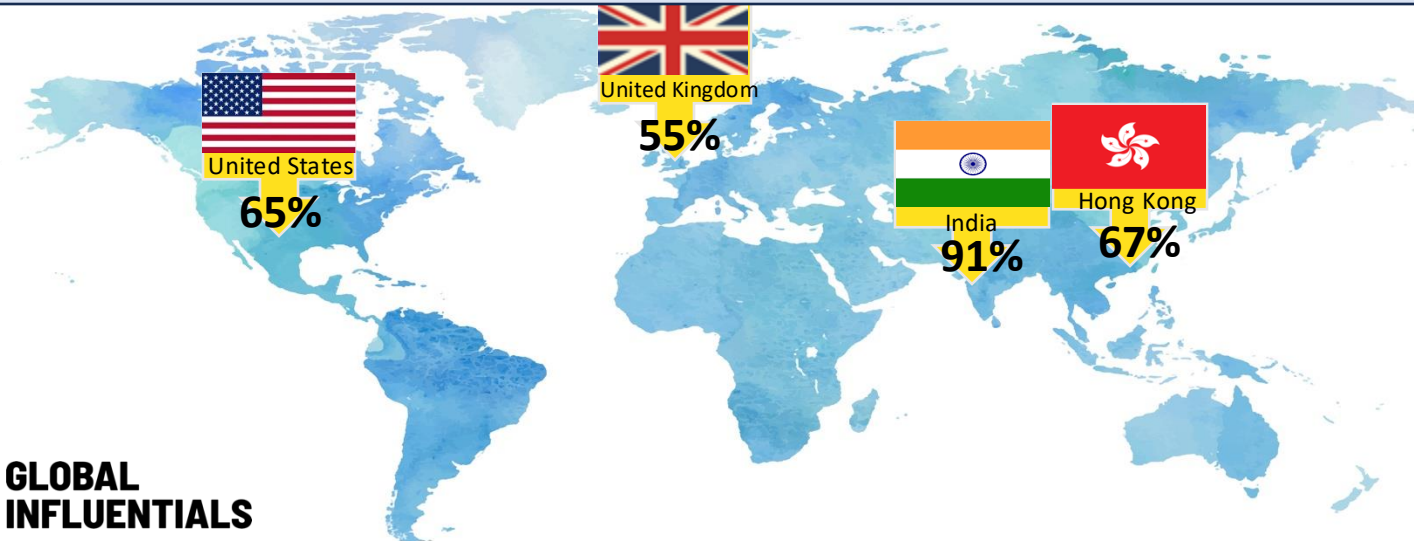 United Kingdom
55%
United States
65%
India
91%
Hong Kong
67%
GLOBAL
INFLUENTIALS